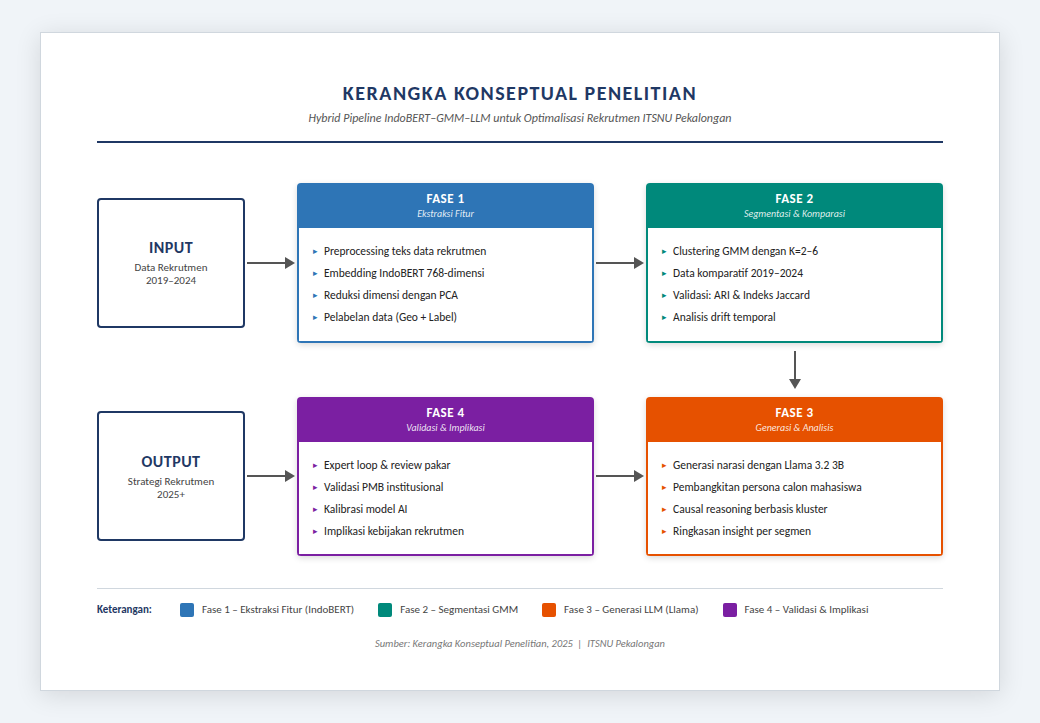 KERANGKA KONSEPTUAL PENELITIAN
Hybrid Pipeline IndoBERT–GMM–LLM untuk Optimalisasi Rekrutmen ITSNU Pekalongan
INPUT
Data Rekrutmen
2019–2024
FASE 1
Ekstraksi Fitur
▸ Preprocessing teks data rekrutmen
▸ Embedding IndoBERT 768-dimensi
▸ Reduksi dimensi dengan PCA
▸ Pelabelan data (Geo + Label)
FASE 2
Segmentasi & Komparasi
▸ Clustering GMM dengan K=2–6
▸ Data komparatif 2019–2024
▸ Validasi: ARI & Indeks Jaccard
▸ Analisis drift temporal
OUTPUT
Strategi Rekrutmen
2025+
FASE 4
Validasi & Implikasi
▸ Expert loop & review pakar
▸ Validasi PMB institusional
▸ Kalibrasi model AI
▸ Implikasi kebijakan rekrutmen
FASE 3
Generasi & Analisis
▸ Generasi narasi dengan Llama 3.2 3B
▸ Pembangkitan persona calon mahasiswa
▸ Causal reasoning berbasis kluster
▸ Ringkasan insight per segmen
Keterangan:
Fase 1 – Ekstraksi Fitur (IndoBERT)
Fase 2 – Segmentasi GMM
Fase 3 – Generasi LLM (Llama)
Fase 4 – Validasi & Implikasi
Sumber: Kerangka Konseptual Penelitian, 2025 | ITSNU Pekalongan